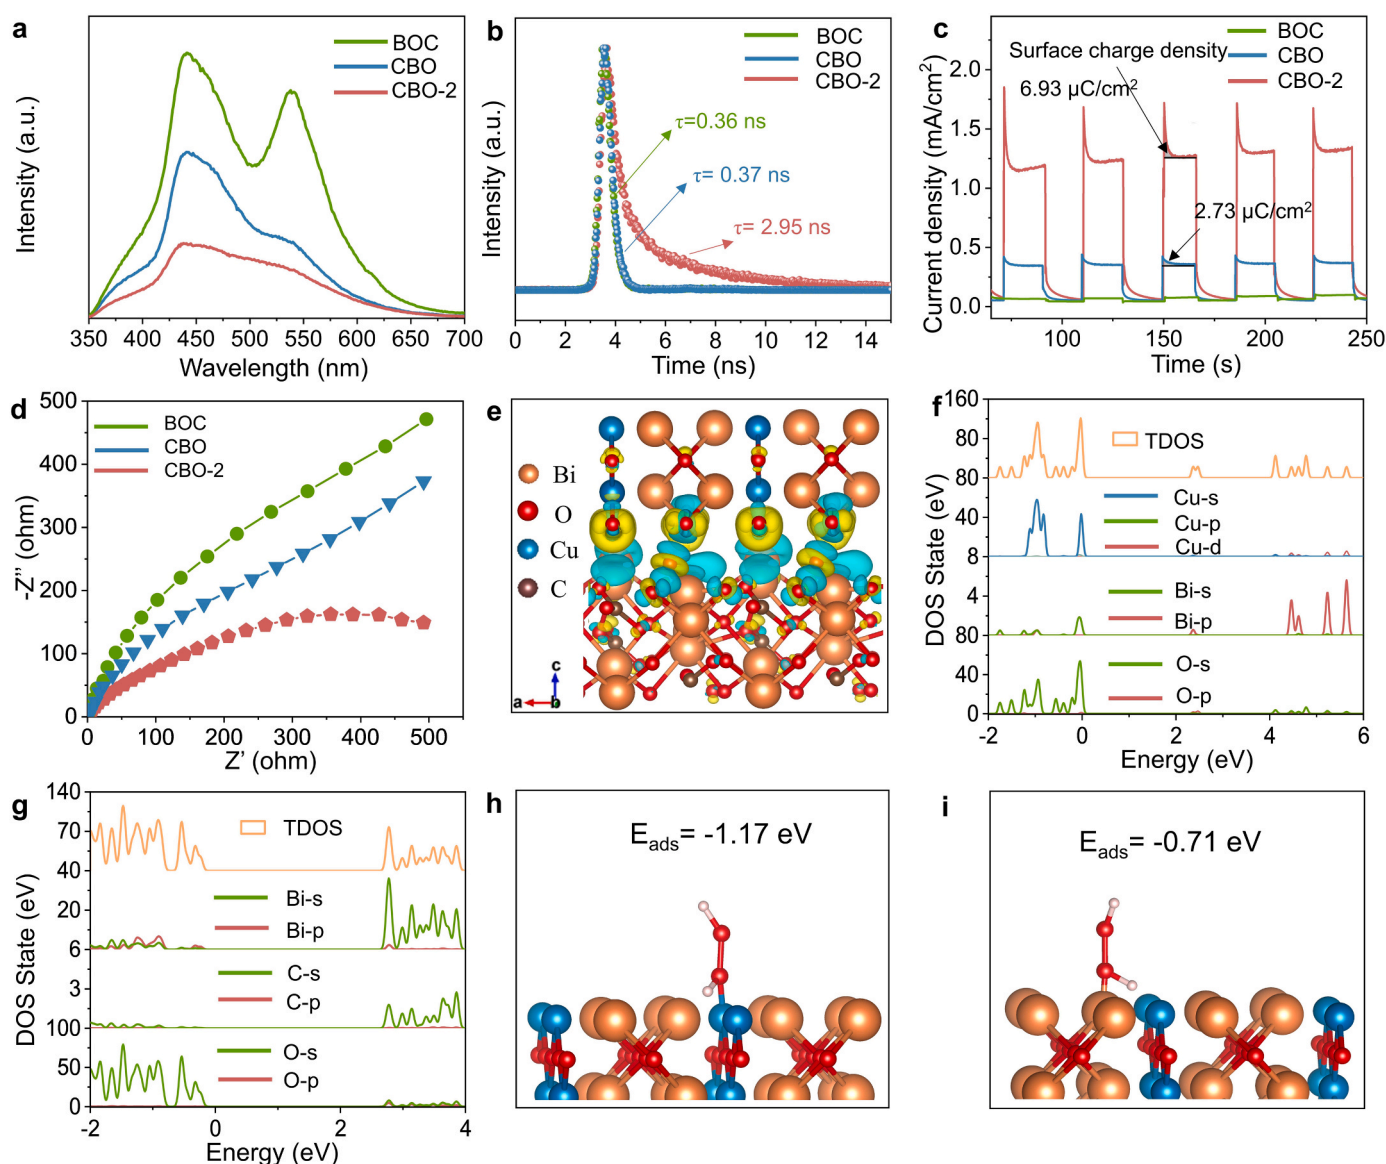 a
BOC
CBO
CBO-2
Intensity (a.u.)
350 400 450 500 550 600 650 700
Wavelength (nm)
b
BOC
CBO
CBO-2
τ=0.36 ns
τ= 0.37 ns
τ= 2.95 ns
Intensity (a.u.)
0 2 4 6 8 10 12 14
Time (ns)
c
BOC
CBO
CBO-2
Surface charge density
6.93 µC/cm²
2.73 µC/cm²
Current density (mA/cm²)
2.0
1.5
1.0
0.5
0.0
100 150 200 250
Time (s)
d
BOC
CBO
CBO-2
-Z’’ (ohm)
500
400
300
200
100
0
0 100 200 300 400 500
Z’ (ohm)
e
Bi
O
Cu
C
c
a b
f
TDOS
Cu-s
Cu-p
Cu-d
Bi-s
Bi-p
O-s
O-p
DOS State (eV)
160
120
80
40
8
4
80
40
0
-2 0 2 4 6
Energy (eV)
g
TDOS
Bi-s
Bi-p
C-s
C-p
O-s
O-p
DOS State (eV)
140
70
40
20
6
3
100
50
0
-2 0 2 4
Energy (eV)
h
Eads= -1.17 eV
i
Eads= -0.71 eV